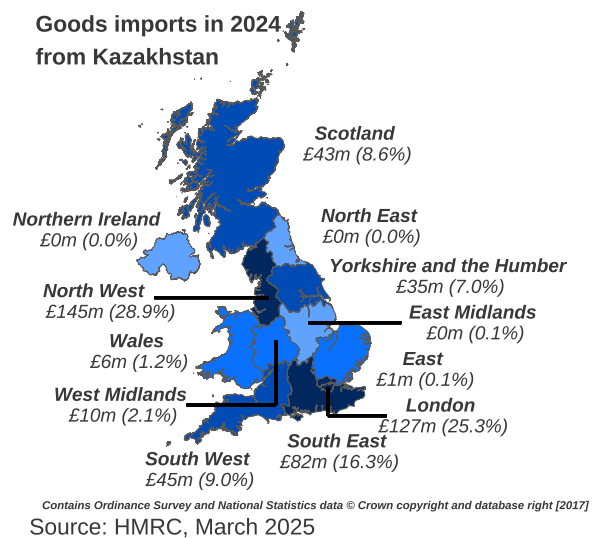 Goods imports in 2024
from Kazakhstan
Scotland
£43m (8.6%)
Northern Ireland
£0m (0.0%)
North East
£0m (0.0%)
Yorkshire and the Humber
£35m (7.0%)
North West
£145m (28.9%)
East Midlands
£0m (0.1%)
Wales
£6m (1.2%)
East
£1m (0.1%)
West Midlands
£10m (2.1%)
London
£127m (25.3%)
South East
£82m (16.3%)
South West
£45m (9.0%)
Contains Ordinance Survey and National Statistics data © Crown copyright and database right [2017]
Source: HMRC, March 2025